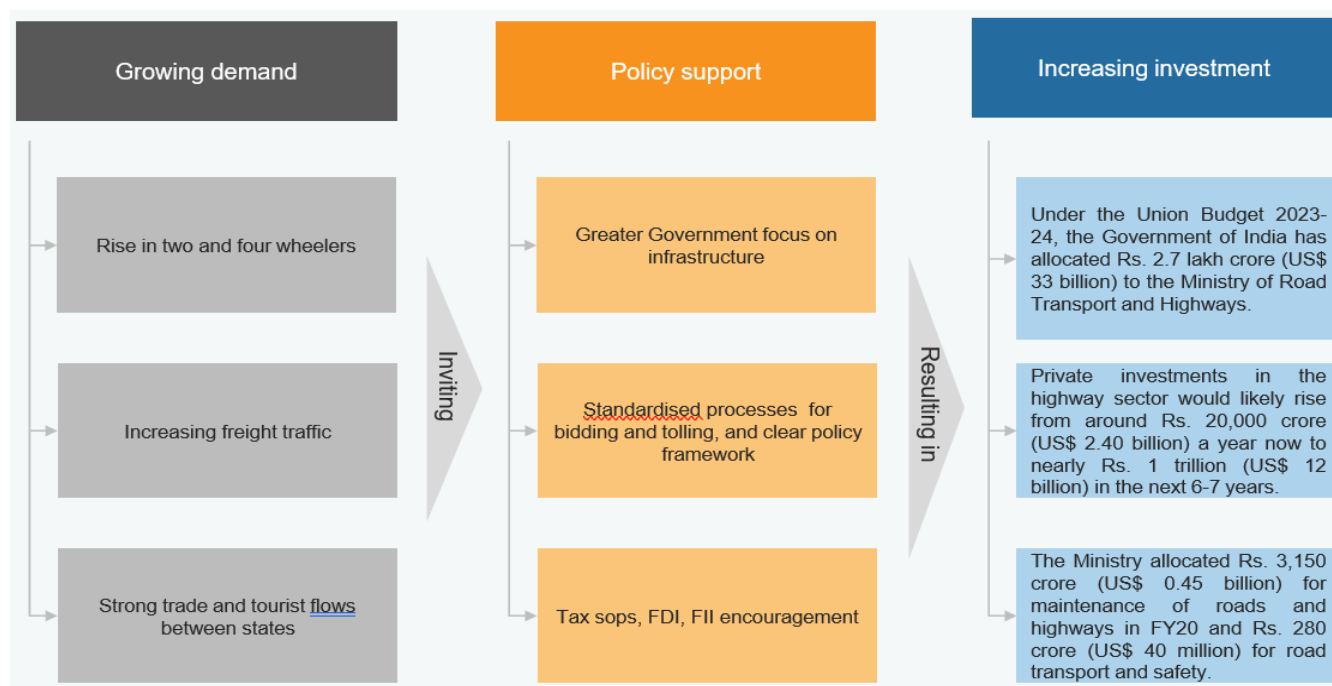 Growing demand
Rise in two and four wheelers
Increasing freight traffic
Strong trade and tourist flows
between states
Inviting
Policy support
Greater Government focus on
infrastructure
Standardised processes for
bidding and tolling, and clear policy
framework
Tax sops, FDI, FII encouragement
Resulting in
Increasing investment
Under the Union Budget 2023-
24, the Government of India has
allocated Rs. 2.7 lakh crore (US$
33 billion) to the Ministry of Road
Transport and Highways.
Private investments in the
highway sector would likely rise
from around Rs. 20,000 crore
(US$ 2.40 billion) a year now to
nearly Rs. 1 trillion (US$ 12
billion) in the next 6-7 years.
The Ministry allocated Rs. 3,150
crore (US$ 0.45 billion) for
maintenance of roads and
highways in FY20 and Rs. 280
crore (US$ 40 million) for road
transport and safety.